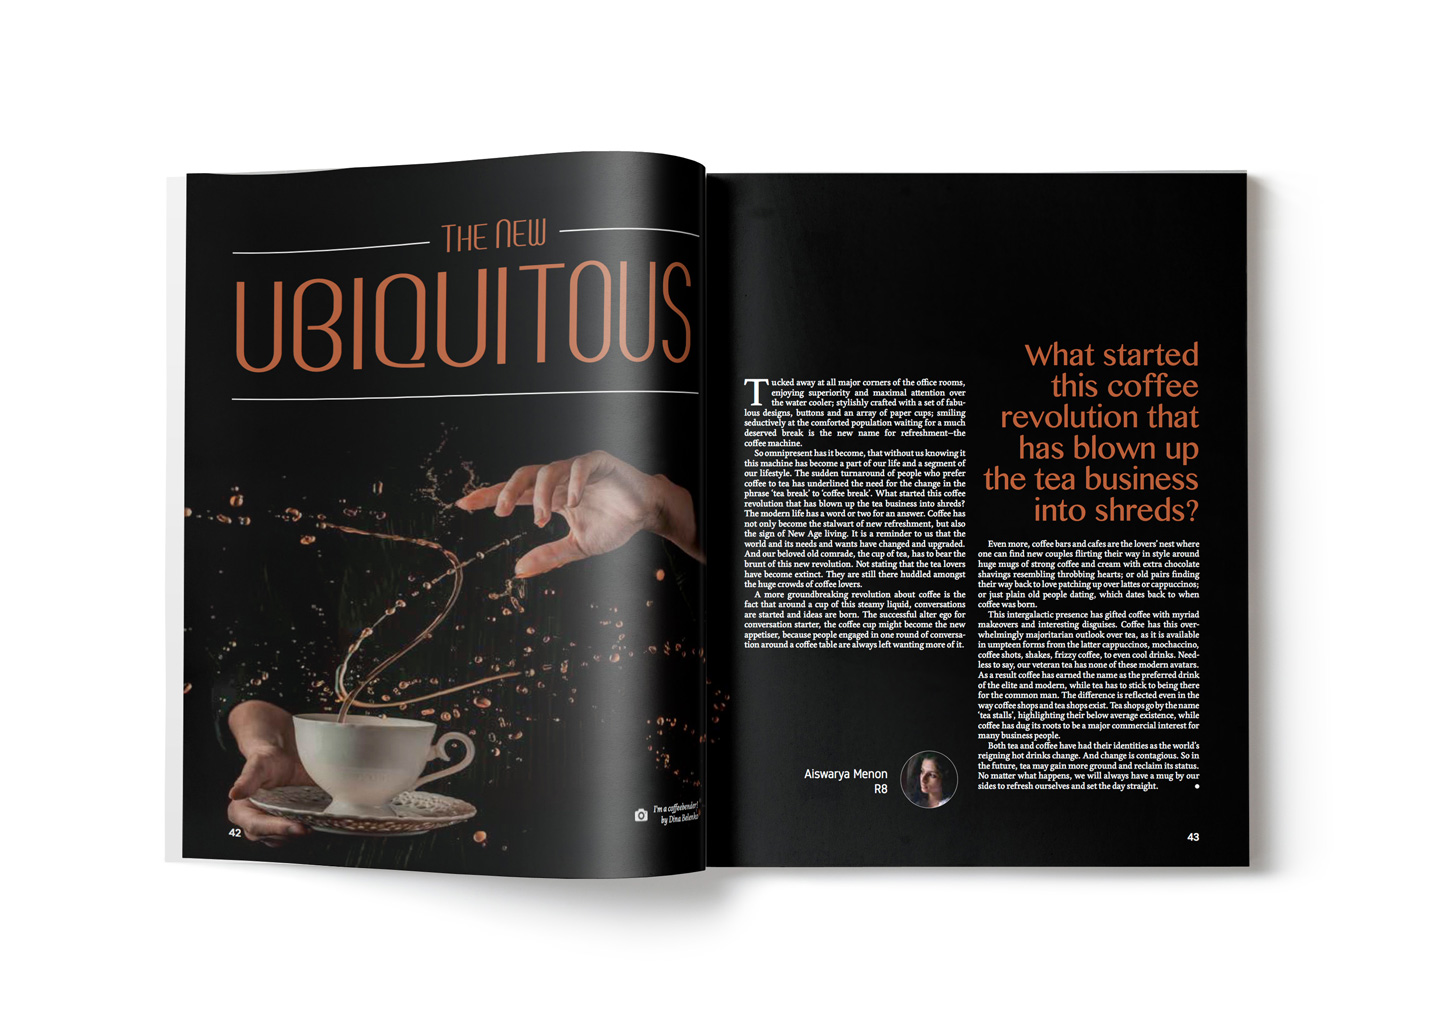 THE NEW
UBIQUITOUS
I'm a coffeebender!
by Dina Belenko
42
Tucked away at all major corners of the office rooms,
enjoying superiority and maximal attention over
the water cooler; stylishly crafted with a set of fabu-
lous designs, buttons and an array of paper cups; smiling
seductively at the comforted population waiting for a much
deserved break is the new name for refreshment—the
coffee machine.
So omnipresent has it become, that without us knowing it
this machine has become a part of our life and a segment of
our lifestyle. The sudden turnaround of people who prefer
coffee to tea has underlined the need for the change in the
phrase 'tea break' to 'coffee break'. What started this coffee
revolution that has blown up the tea business into shreds?
The modern life has a word or two for an answer. Coffee has
not only become the stalwart of new refreshment, but also
the sign of New Age living. It is a reminder to us that the
world and its needs and wants have changed and upgraded.
And our beloved old comrade, the cup of tea, has to bear the
brunt of this new revolution. Not stating that the tea lovers
have become extinct. They are still there huddled amongst
the huge crowds of coffee lovers.
A more groundbreaking revolution about coffee is the
fact that around a cup of this steamy liquid, conversations
are started and ideas are born. The successful alter ego for
conversation starter, the coffee cup might become the new
appetiser, because people engaged in one round of conversa-
tion around a coffee table are always left wanting more of it.
Aiswarya Menon
R8
What started
this coffee
revolution that
has blown up
the tea business
into shreds?
Even more, coffee bars and cafes are the lovers' nest where
one can find new couples flirting their way in style around
huge mugs of strong coffee and cream with extra chocolate
shavings resembling throbbing hearts; or old pairs finding
their way back to love patching up over lattes or cappuccinos;
or just plain old people dating, which dates back to when
coffee was born.
This intergalactic presence has gifted coffee with myriad
makeovers and interesting disguises. Coffee has this over-
whelmingly majoritarian outlook over tea, as it is available
in umpteen forms from the latter cappuccinos, mochaccino,
coffee shots, shakes, frizzy coffee, to even cool drinks. Need-
less to say, our veteran tea has none of these modern avatars.
As a result coffee has earned the name as the preferred drink
of the elite and modern, while tea has to stick to being there
for the common man. The difference is reflected even in the
way coffee shops and tea shops exist. Tea shops go by the name
'tea stalls', highlighting their below average existence, while
coffee has dug its roots to be a major commercial interest for
many business people.
Both tea and coffee have had their identities as the world's
reigning hot drinks change. And change is contagious. So in
the future, tea may gain more ground and reclaim its status.
No matter what happens, we will always have a mug by our
sides to refresh ourselves and set the day straight.
43